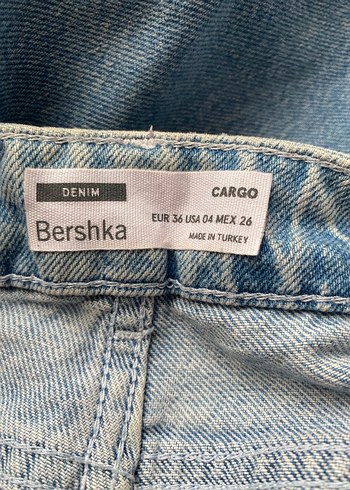 DENIM
CARGO
Bershka
EUR 36 USA 04 MEX 26
MADE IN TURKEY